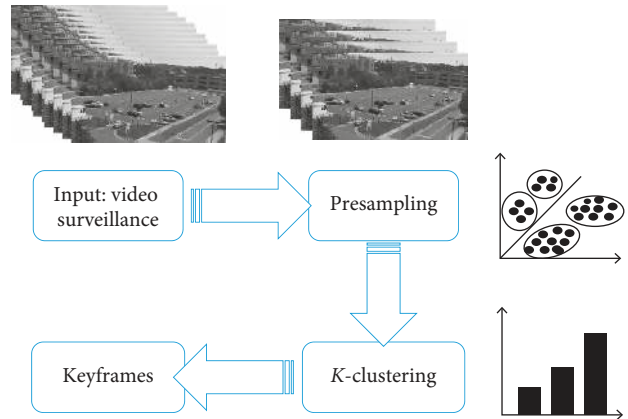 Input: video
surveillance
Presampling
Keyframes
K-clustering